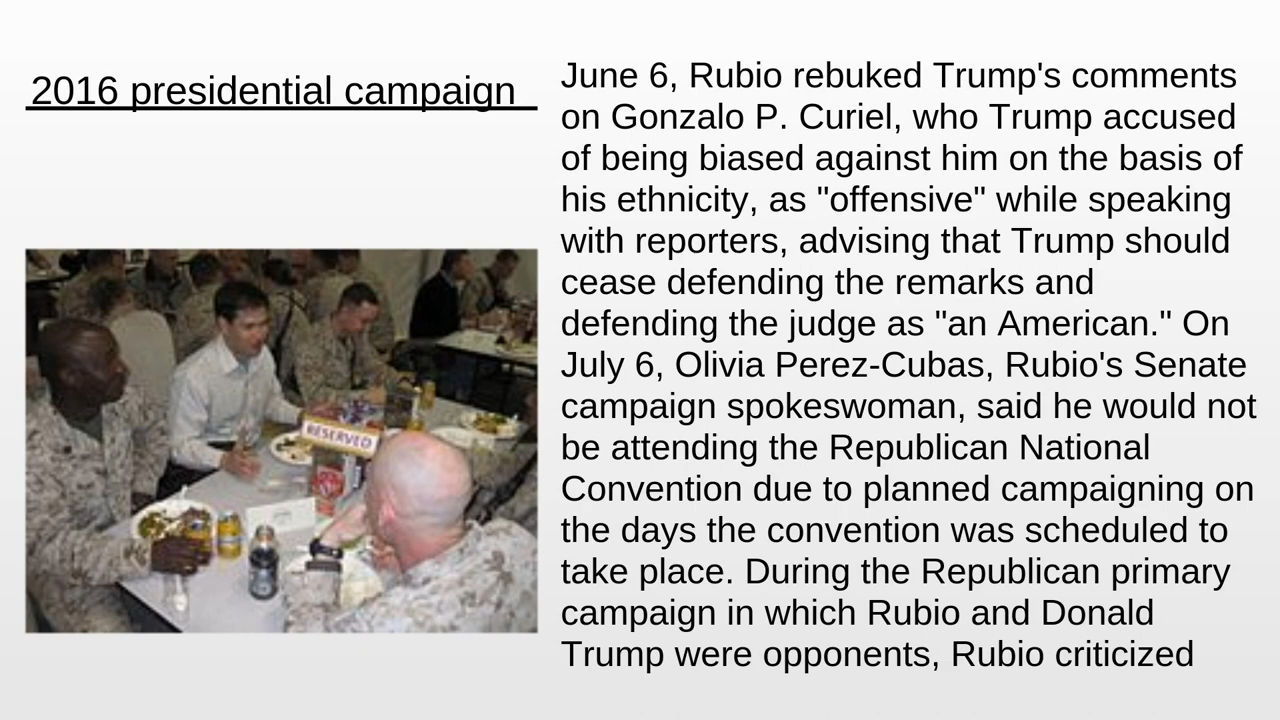 2016 presidential campaign
June 6, Rubio rebuked Trump's comments
on Gonzalo P. Curiel, who Trump accused
of being biased against him on the basis of
his ethnicity, as "offensive" while speaking
with reporters, advising that Trump should
cease defending the remarks and
defending the judge as "an American." On
July 6, Olivia Perez-Cubas, Rubio's Senate
campaign spokeswoman, said he would not
be attending the Republican National
Convention due to planned campaigning on
the days the convention was scheduled to
take place. During the Republican primary
campaign in which Rubio and Donald
Trump were opponents, Rubio criticized
RESERVED